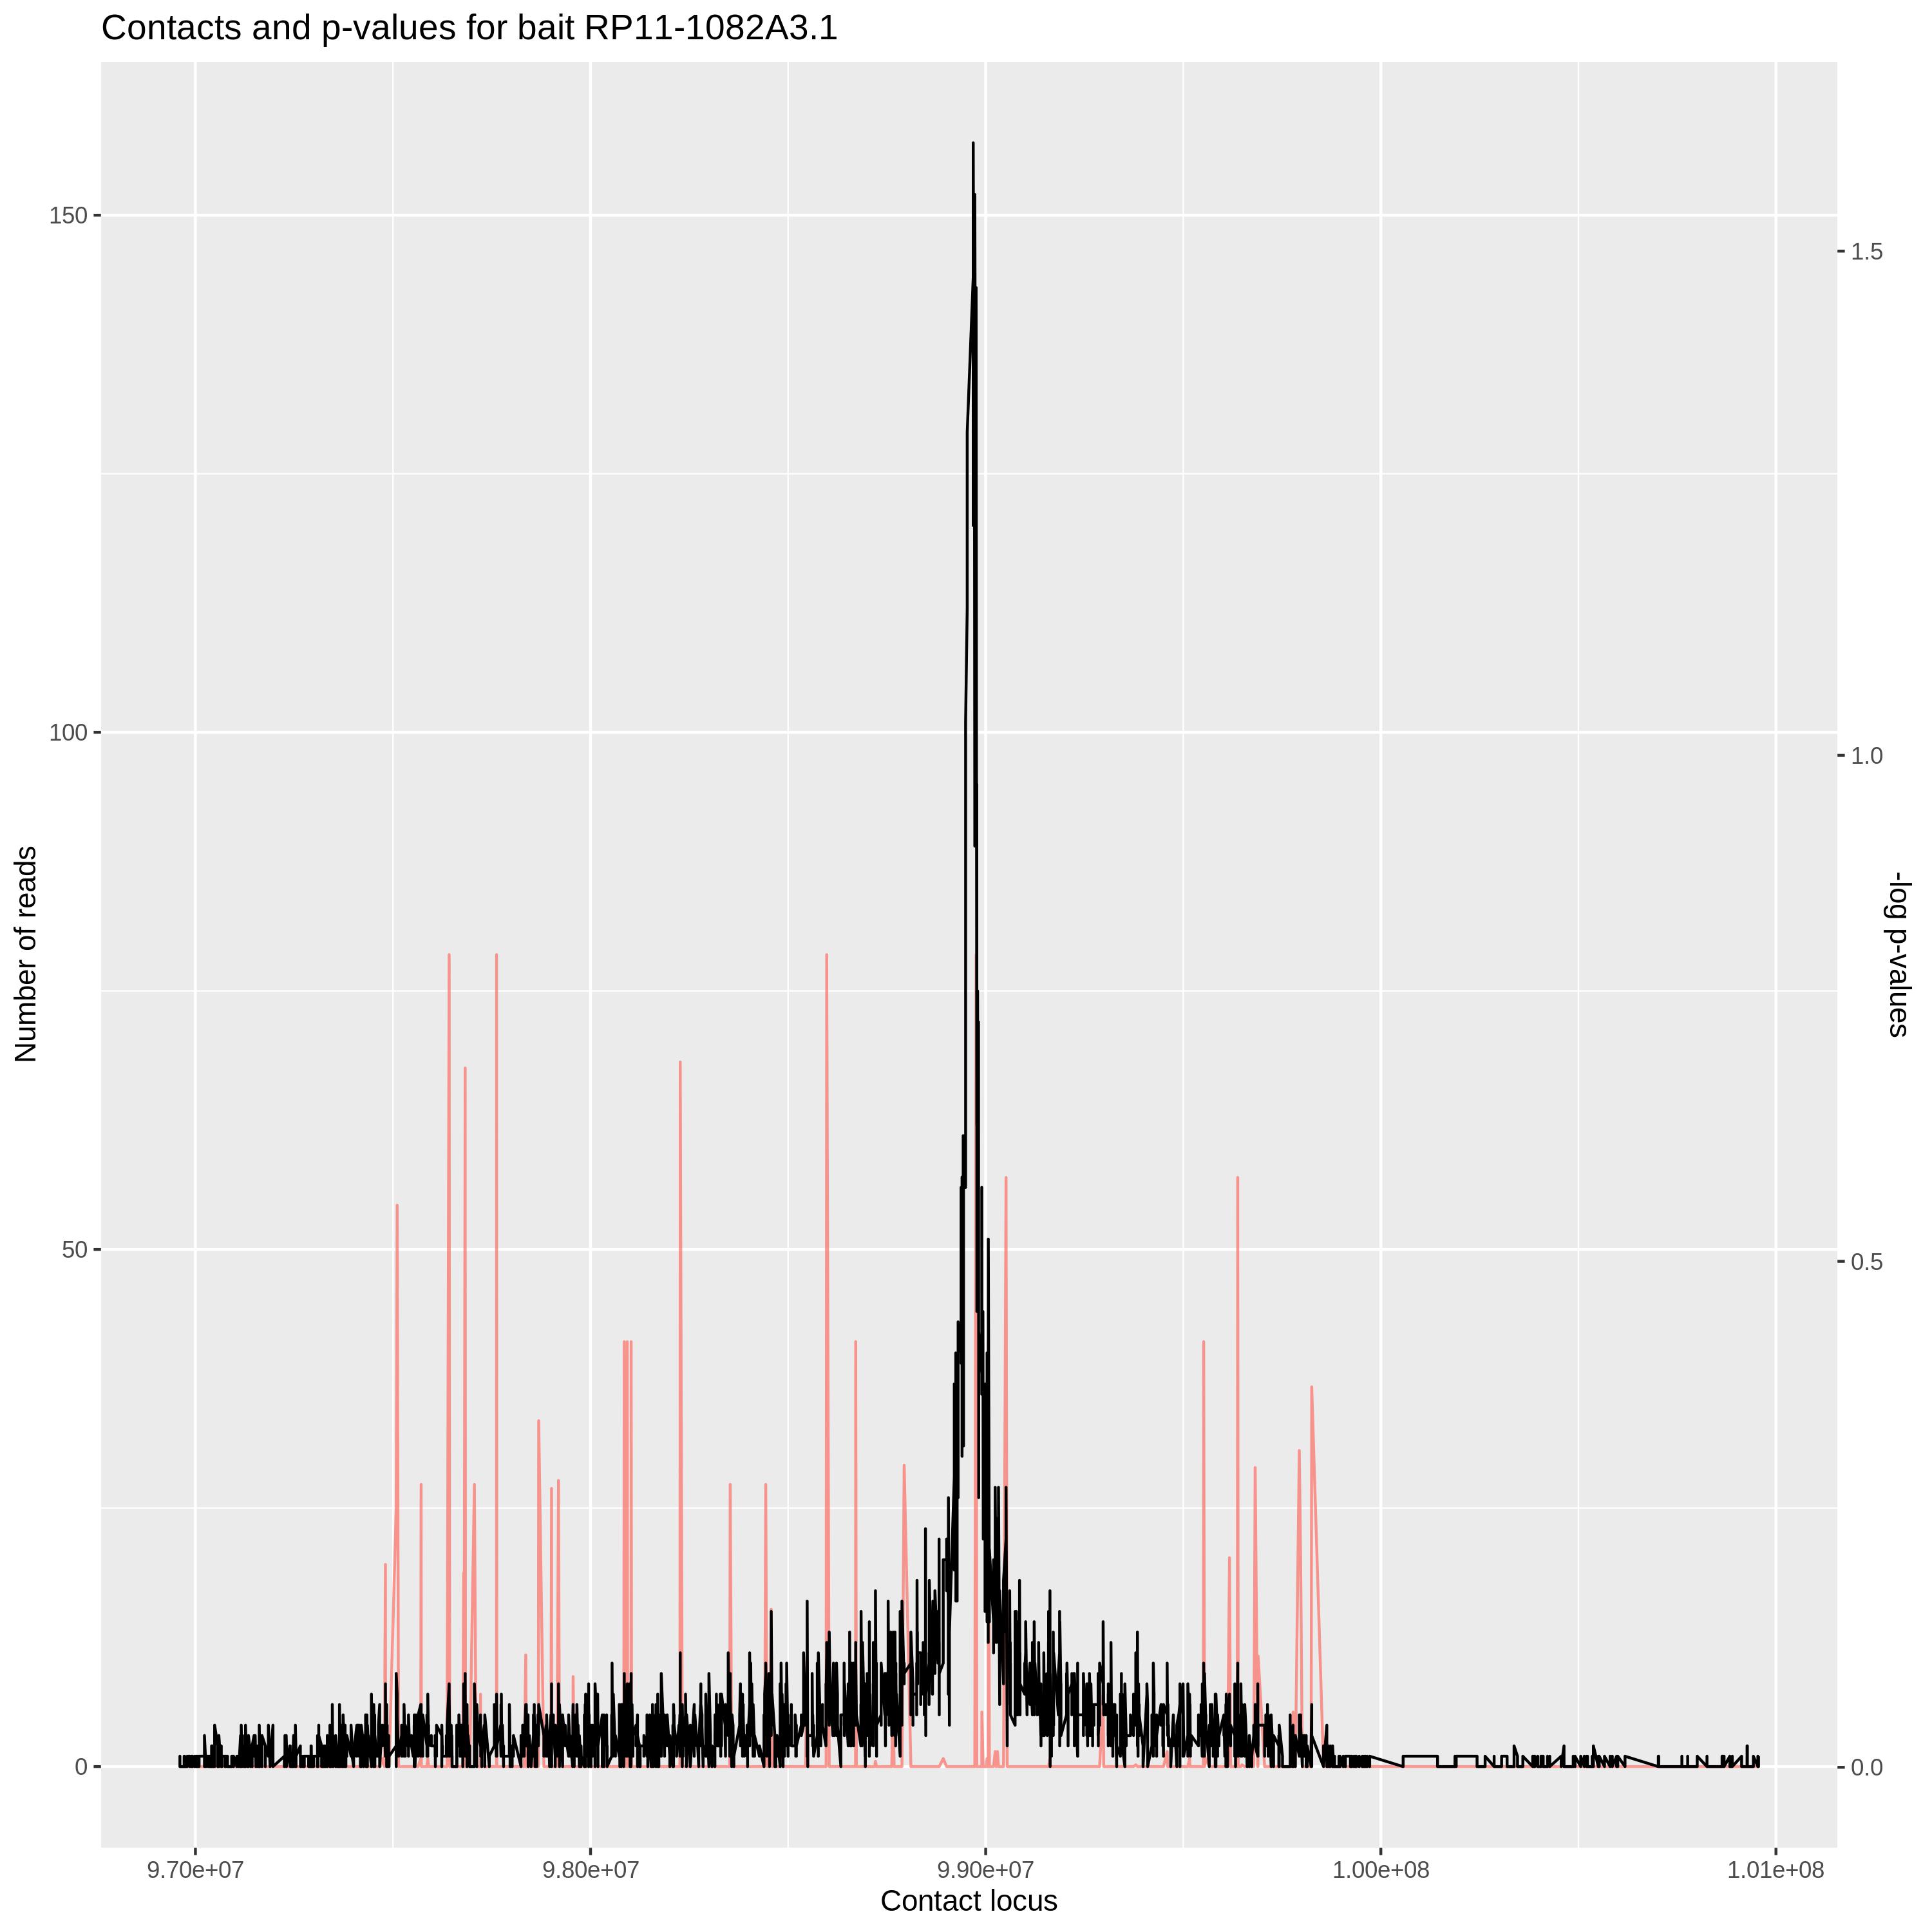 Contacts and p-values for bait RP11-1082A3.1
150
100
50
0
Number of reads
1.5
1.0
0.5
0.0
-log p-values
9.70e+07
9.80e+07
9.90e+07
1.00e+08
1.01e+08
Contact locus